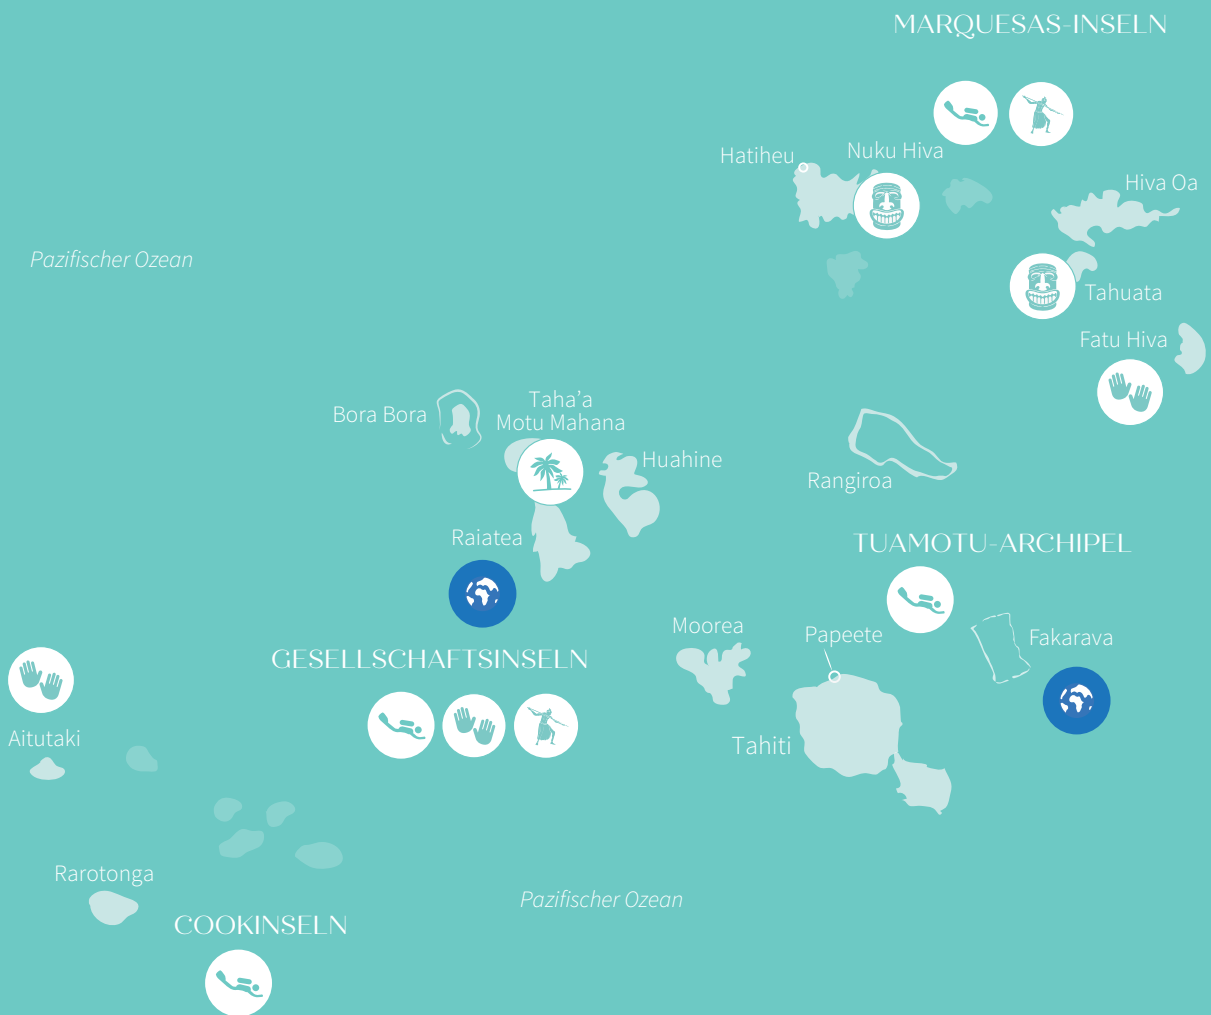 MARQUESAS-INSELN
Hatiheu
Nuku Hiva
Hiva Oa
Pazifischer Ozean
Tahuata
Fatu Hiva
Bora Bora
Taha’a
Motu Mahana
Huahine
Rangiroa
Raiatea
TUAMOTU-ARCHIPEL
Moorea
Papeete
Fakarava
GESELLSCHAFTSINSELN
Aitutaki
Tahiti
Rarotonga
Pazifischer Ozean
COOKINSELN